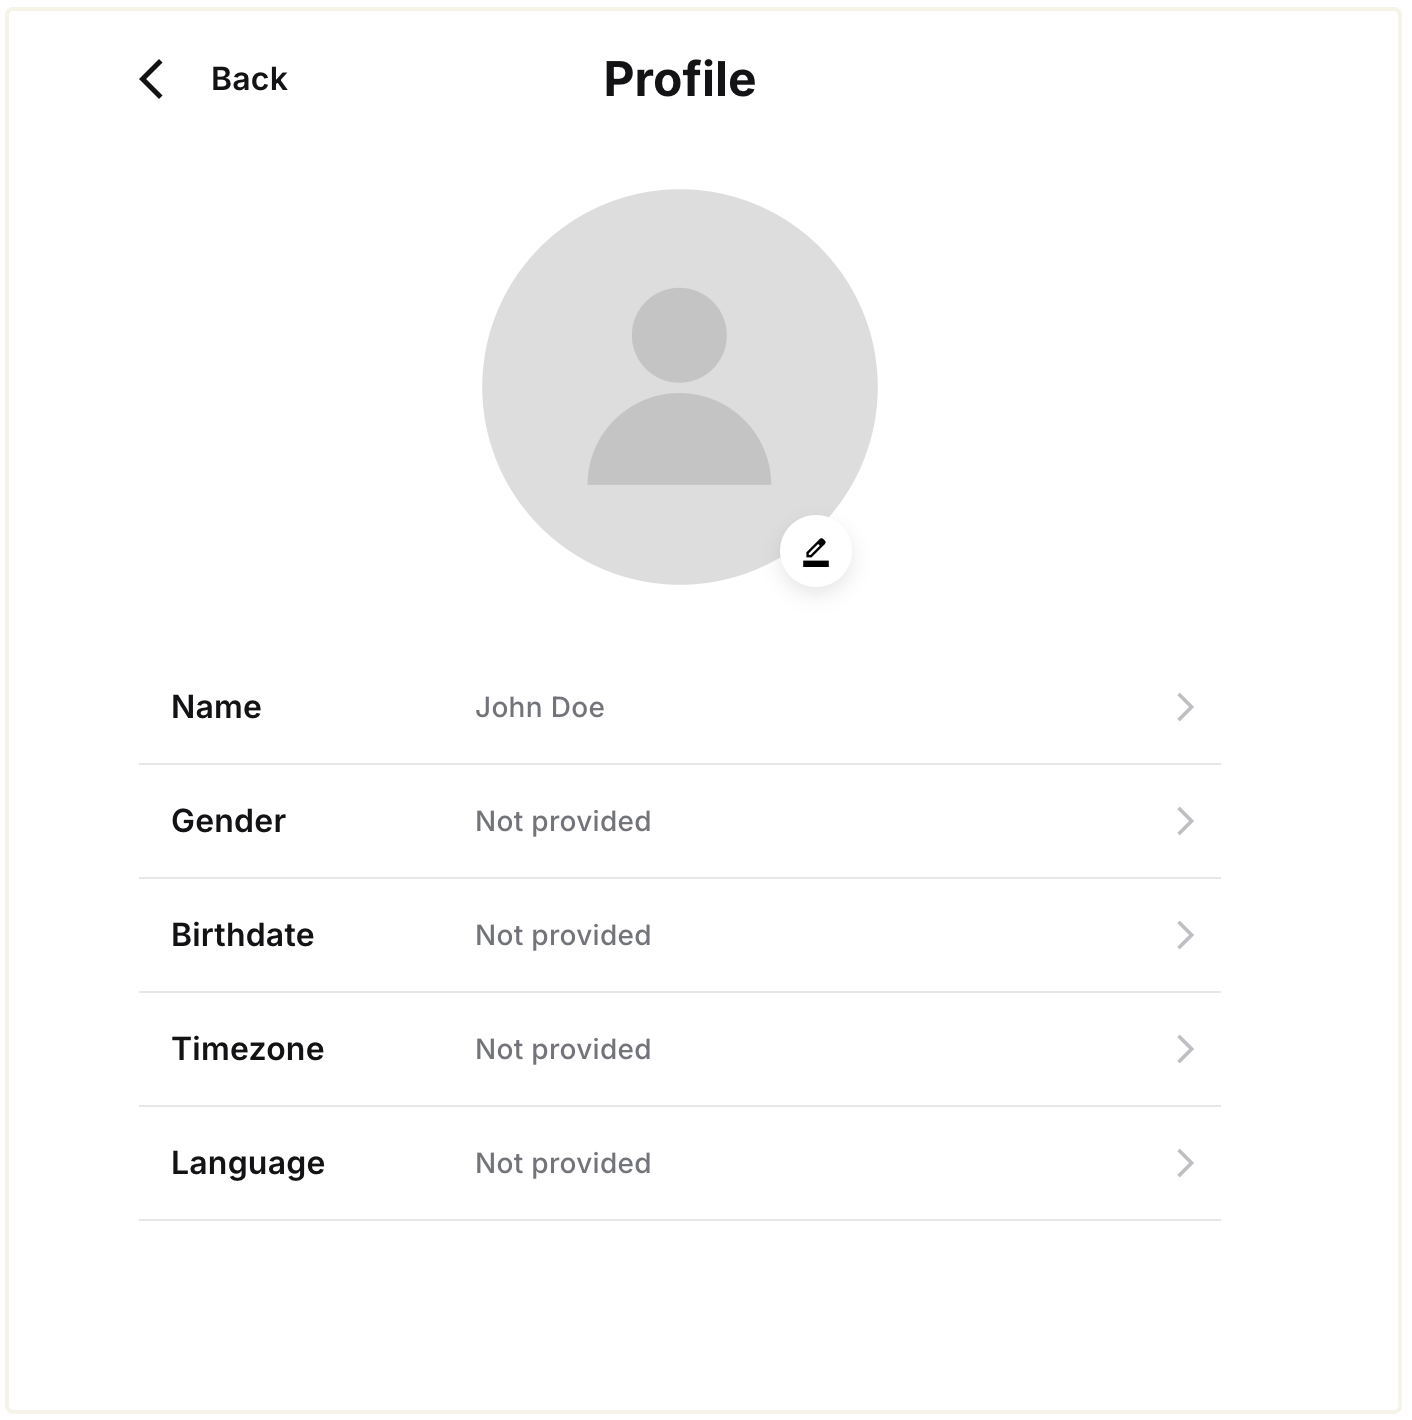 Back
Profile
Name John Doe
Gender Not provided
Birthdate Not provided
Timezone Not provided
Language Not provided